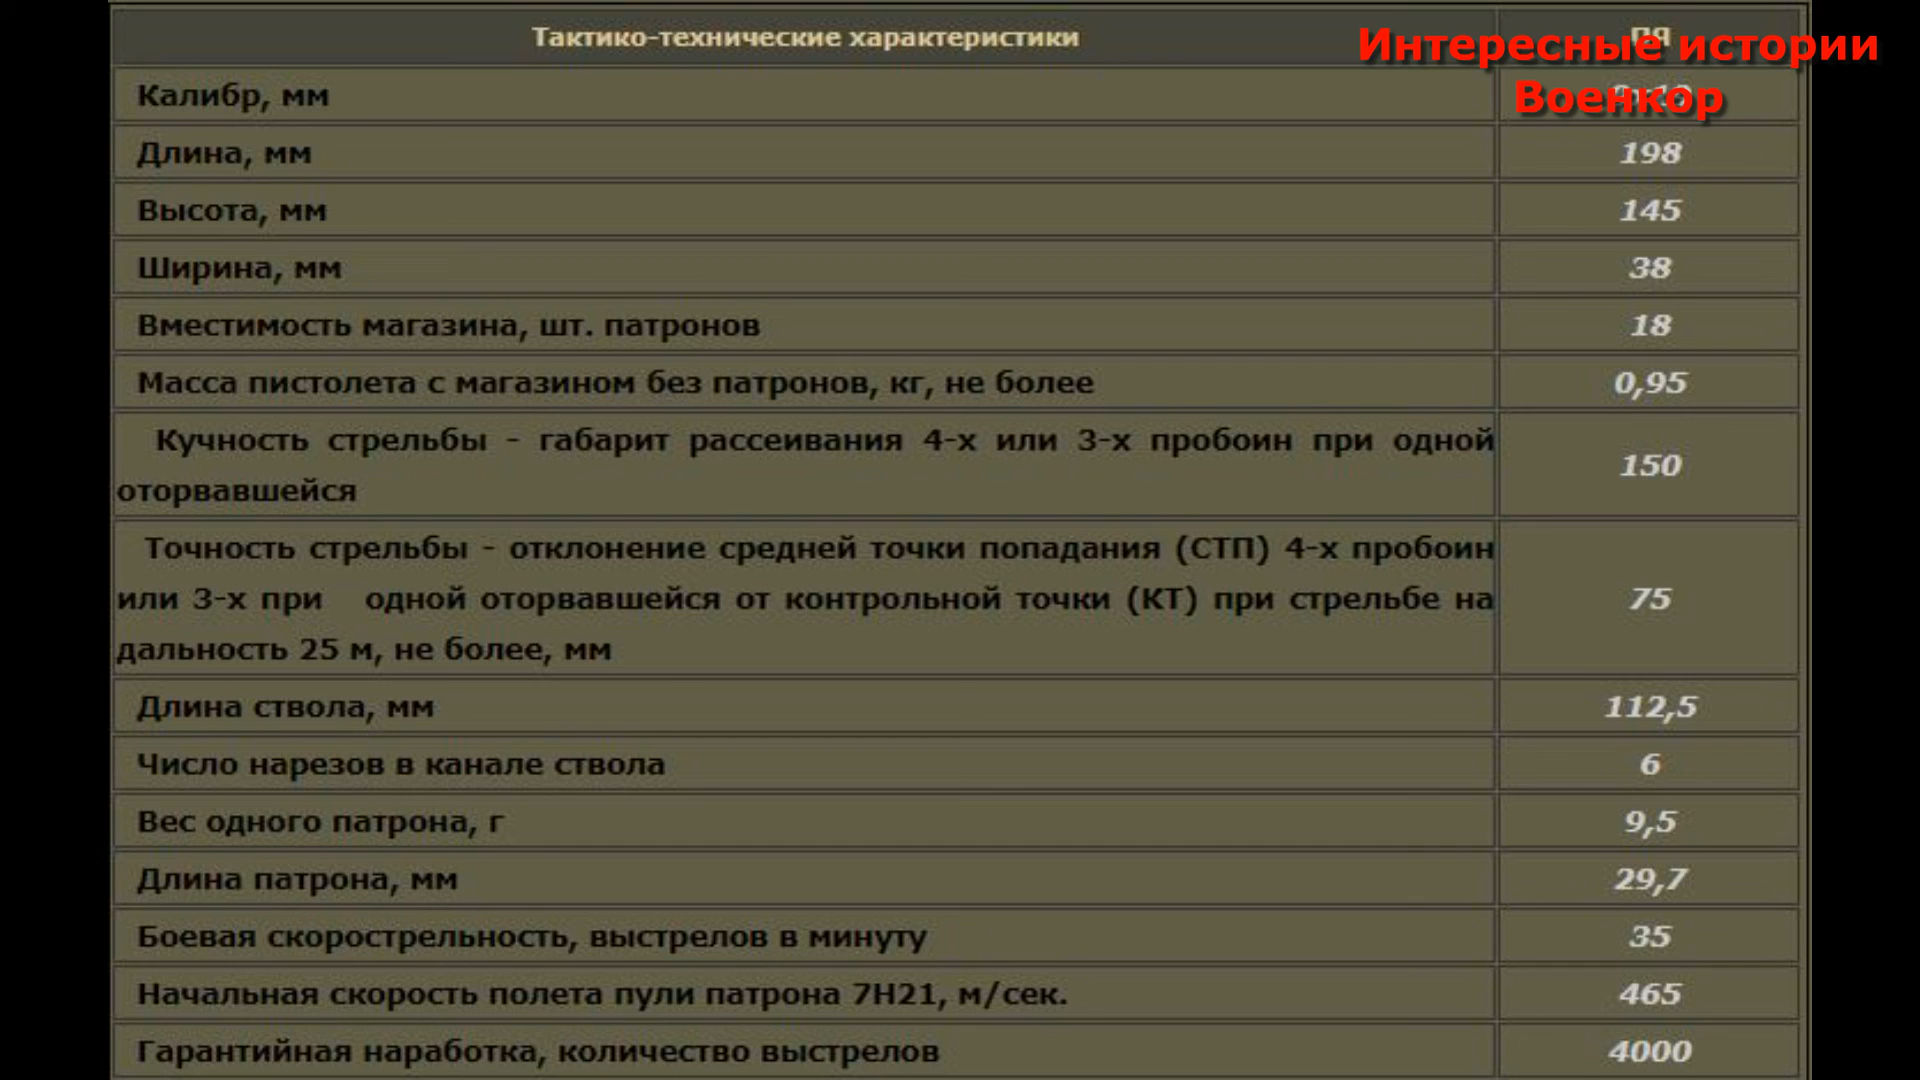 Тактико-технические характеристики ПЯ
Интересные истории
Военкор
Калибр, мм
Длина, мм 198
Высота, мм 145
Ширина, мм 38
Вместимость магазина, шт. патронов 18
Масса пистолета с магазином без патронов, кг, не более 0,95
Кучность стрельбы - габарит рассеивания 4-х или 3-х пробоин при одной
оторвавшейся 150
Точность стрельбы - отклонение средней точки попадания (СТП) 4-х пробоин
или 3-х при одной оторвавшейся от контрольной точки (КТ) при стрельбе на
дальность 25 м, не более, мм 75
Длина ствола, мм 112,5
Число нарезов в канале ствола 6
Вес одного патрона, г 9,5
Длина патрона, мм 29,7
Боевая скорострельность, выстрелов в минуту 35
Начальная скорость полета пули патрона 7Н21, м/сек. 465
Гарантийная наработка, количество выстрелов 4000